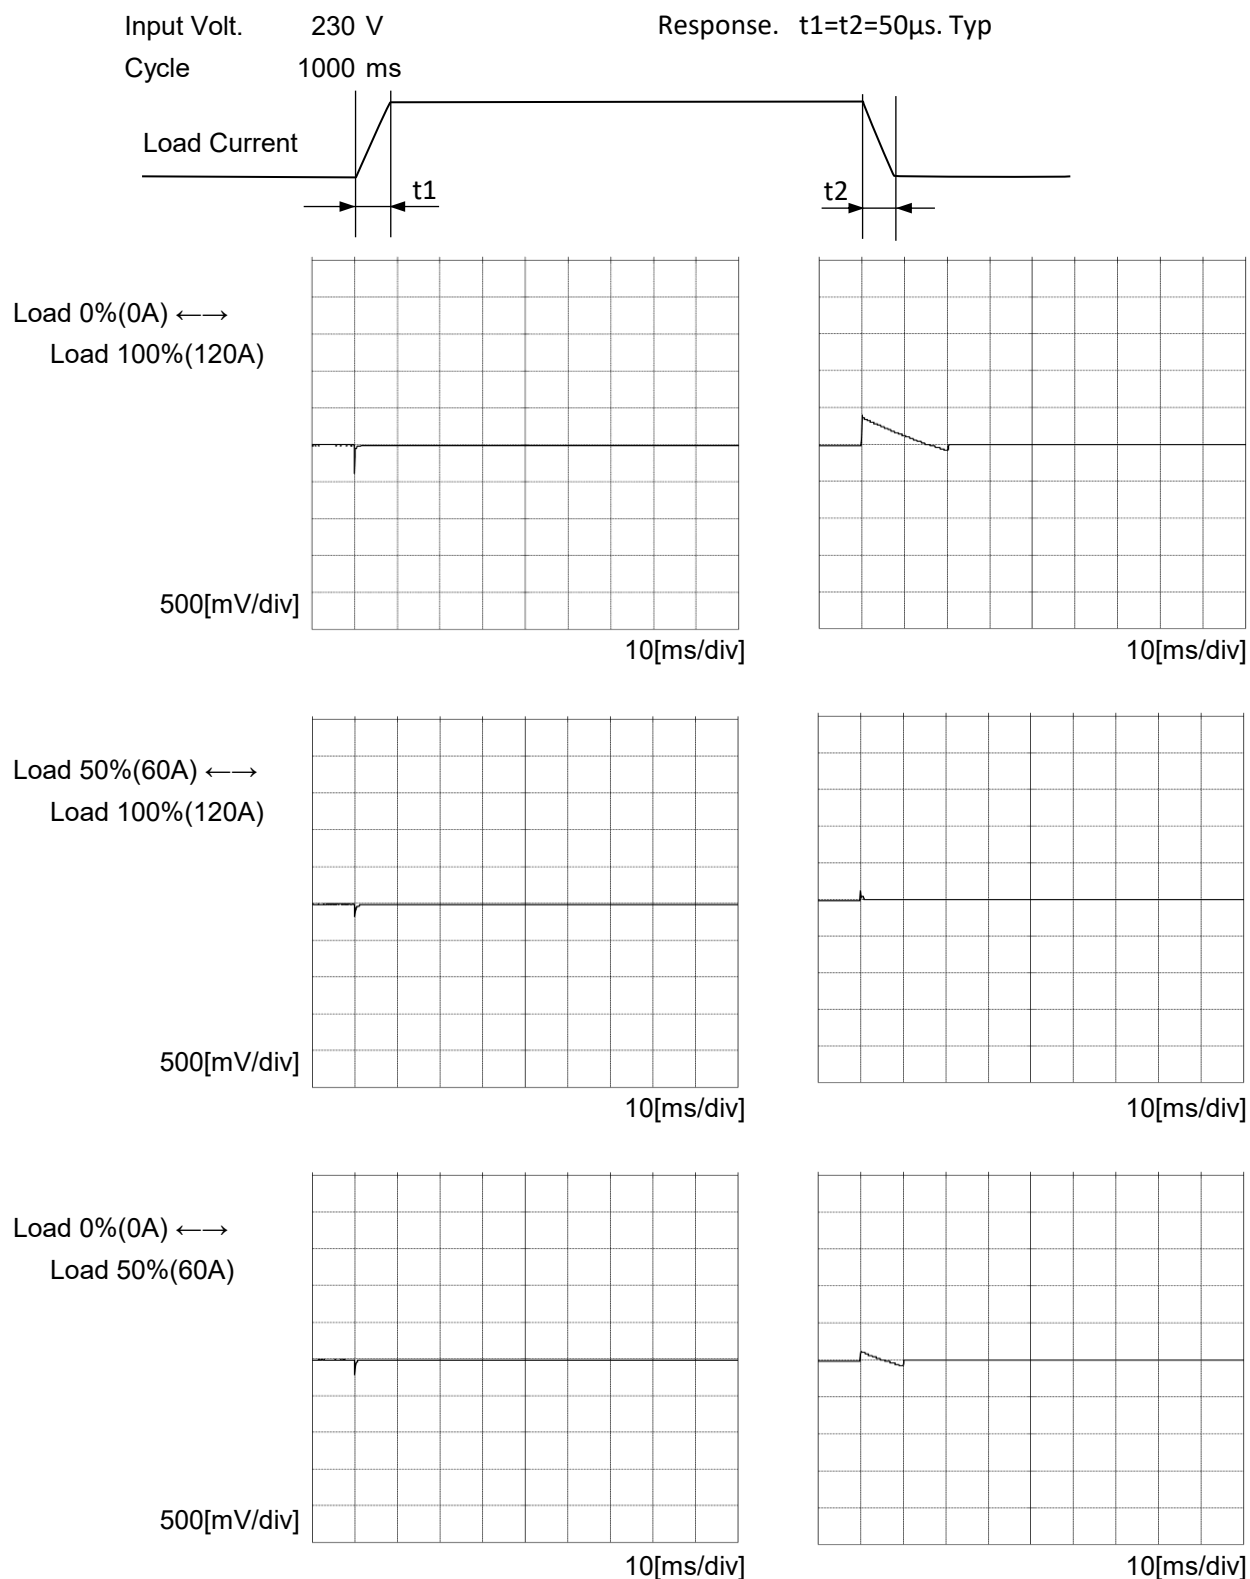 Input Volt. 230 V Response. t1=t2=50µs. Typ
Cycle 1000 ms
Load Current
t1
t2
Load 0%(0A) ←→
Load 100%(120A)
500[mV/div]
10[ms/div]
10[ms/div]
Load 50%(60A) ←→
Load 100%(120A)
500[mV/div]
10[ms/div]
10[ms/div]
Load 0%(0A) ←→
Load 50%(60A)
500[mV/div]
10[ms/div]
10[ms/div]